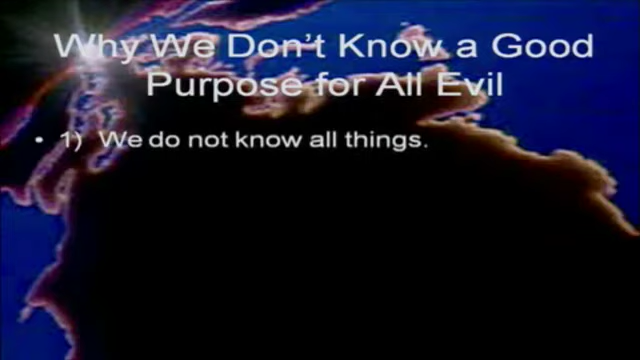 Why We Don't Know a Good
Purpose for All Evil
• 1) We do not know all things.